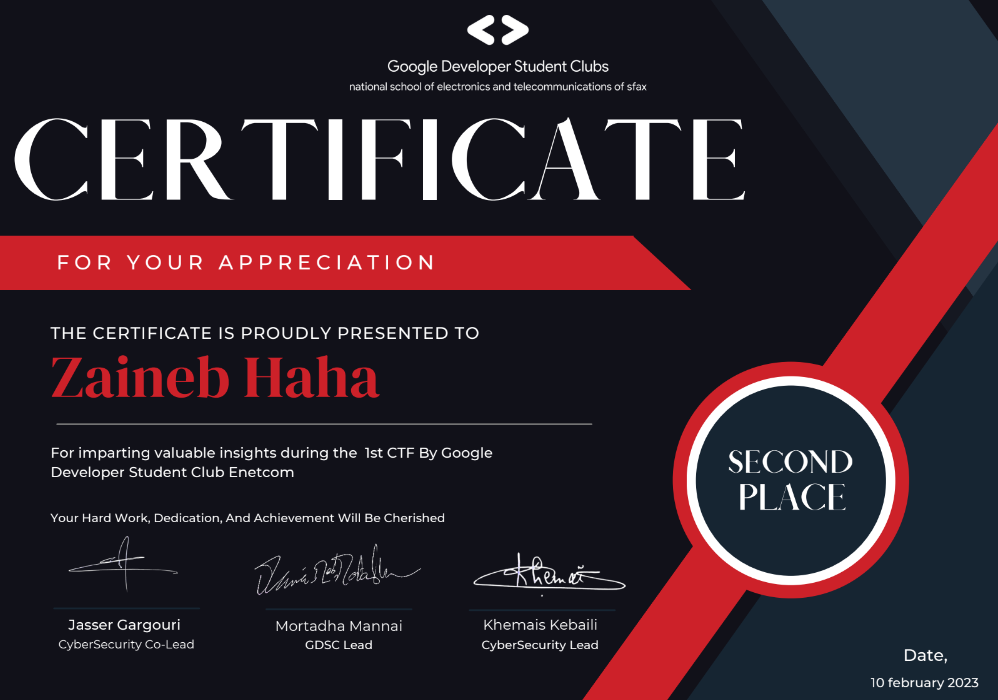 Google Developer Student Clubs
national school of electronics and telecommunications of sfax
CERTIFICATE
FOR YOUR APPRECIATION
THE CERTIFICATE IS PROUDLY PRESENTED TO
Zaineb Haha
For imparting valuable insights during the 1st CTF By Google
Developer Student Club Enetcom
SECOND
PLACE
Your Hard Work, Dedication, And Achievement Will Be Cherished
Khemais
Jasser Gargouri
CyberSecurity Co-Lead
Mortadha Mannai
GDSC Lead
Khemais Kebaili
CyberSecurity Lead
Date,
10 february 2023